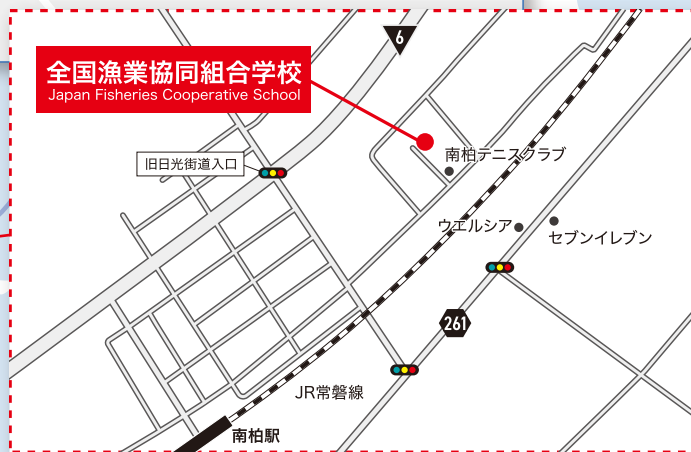 6
全国漁業協同組合学校
Japan Fisheries Cooperative School
旧日光街道入口
南柏テニスクラブ
ウエルシア
セブンイレブン
261
JR常磐線
南柏駅